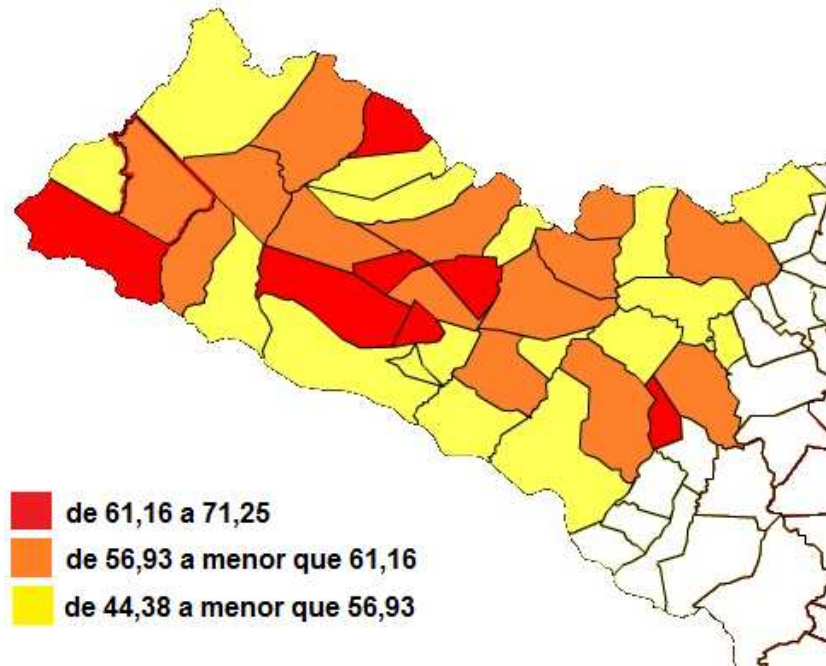 de 61,16 a 71,25
de 56,93 a menor que 61,16
de 44,38 a menor que 56,93